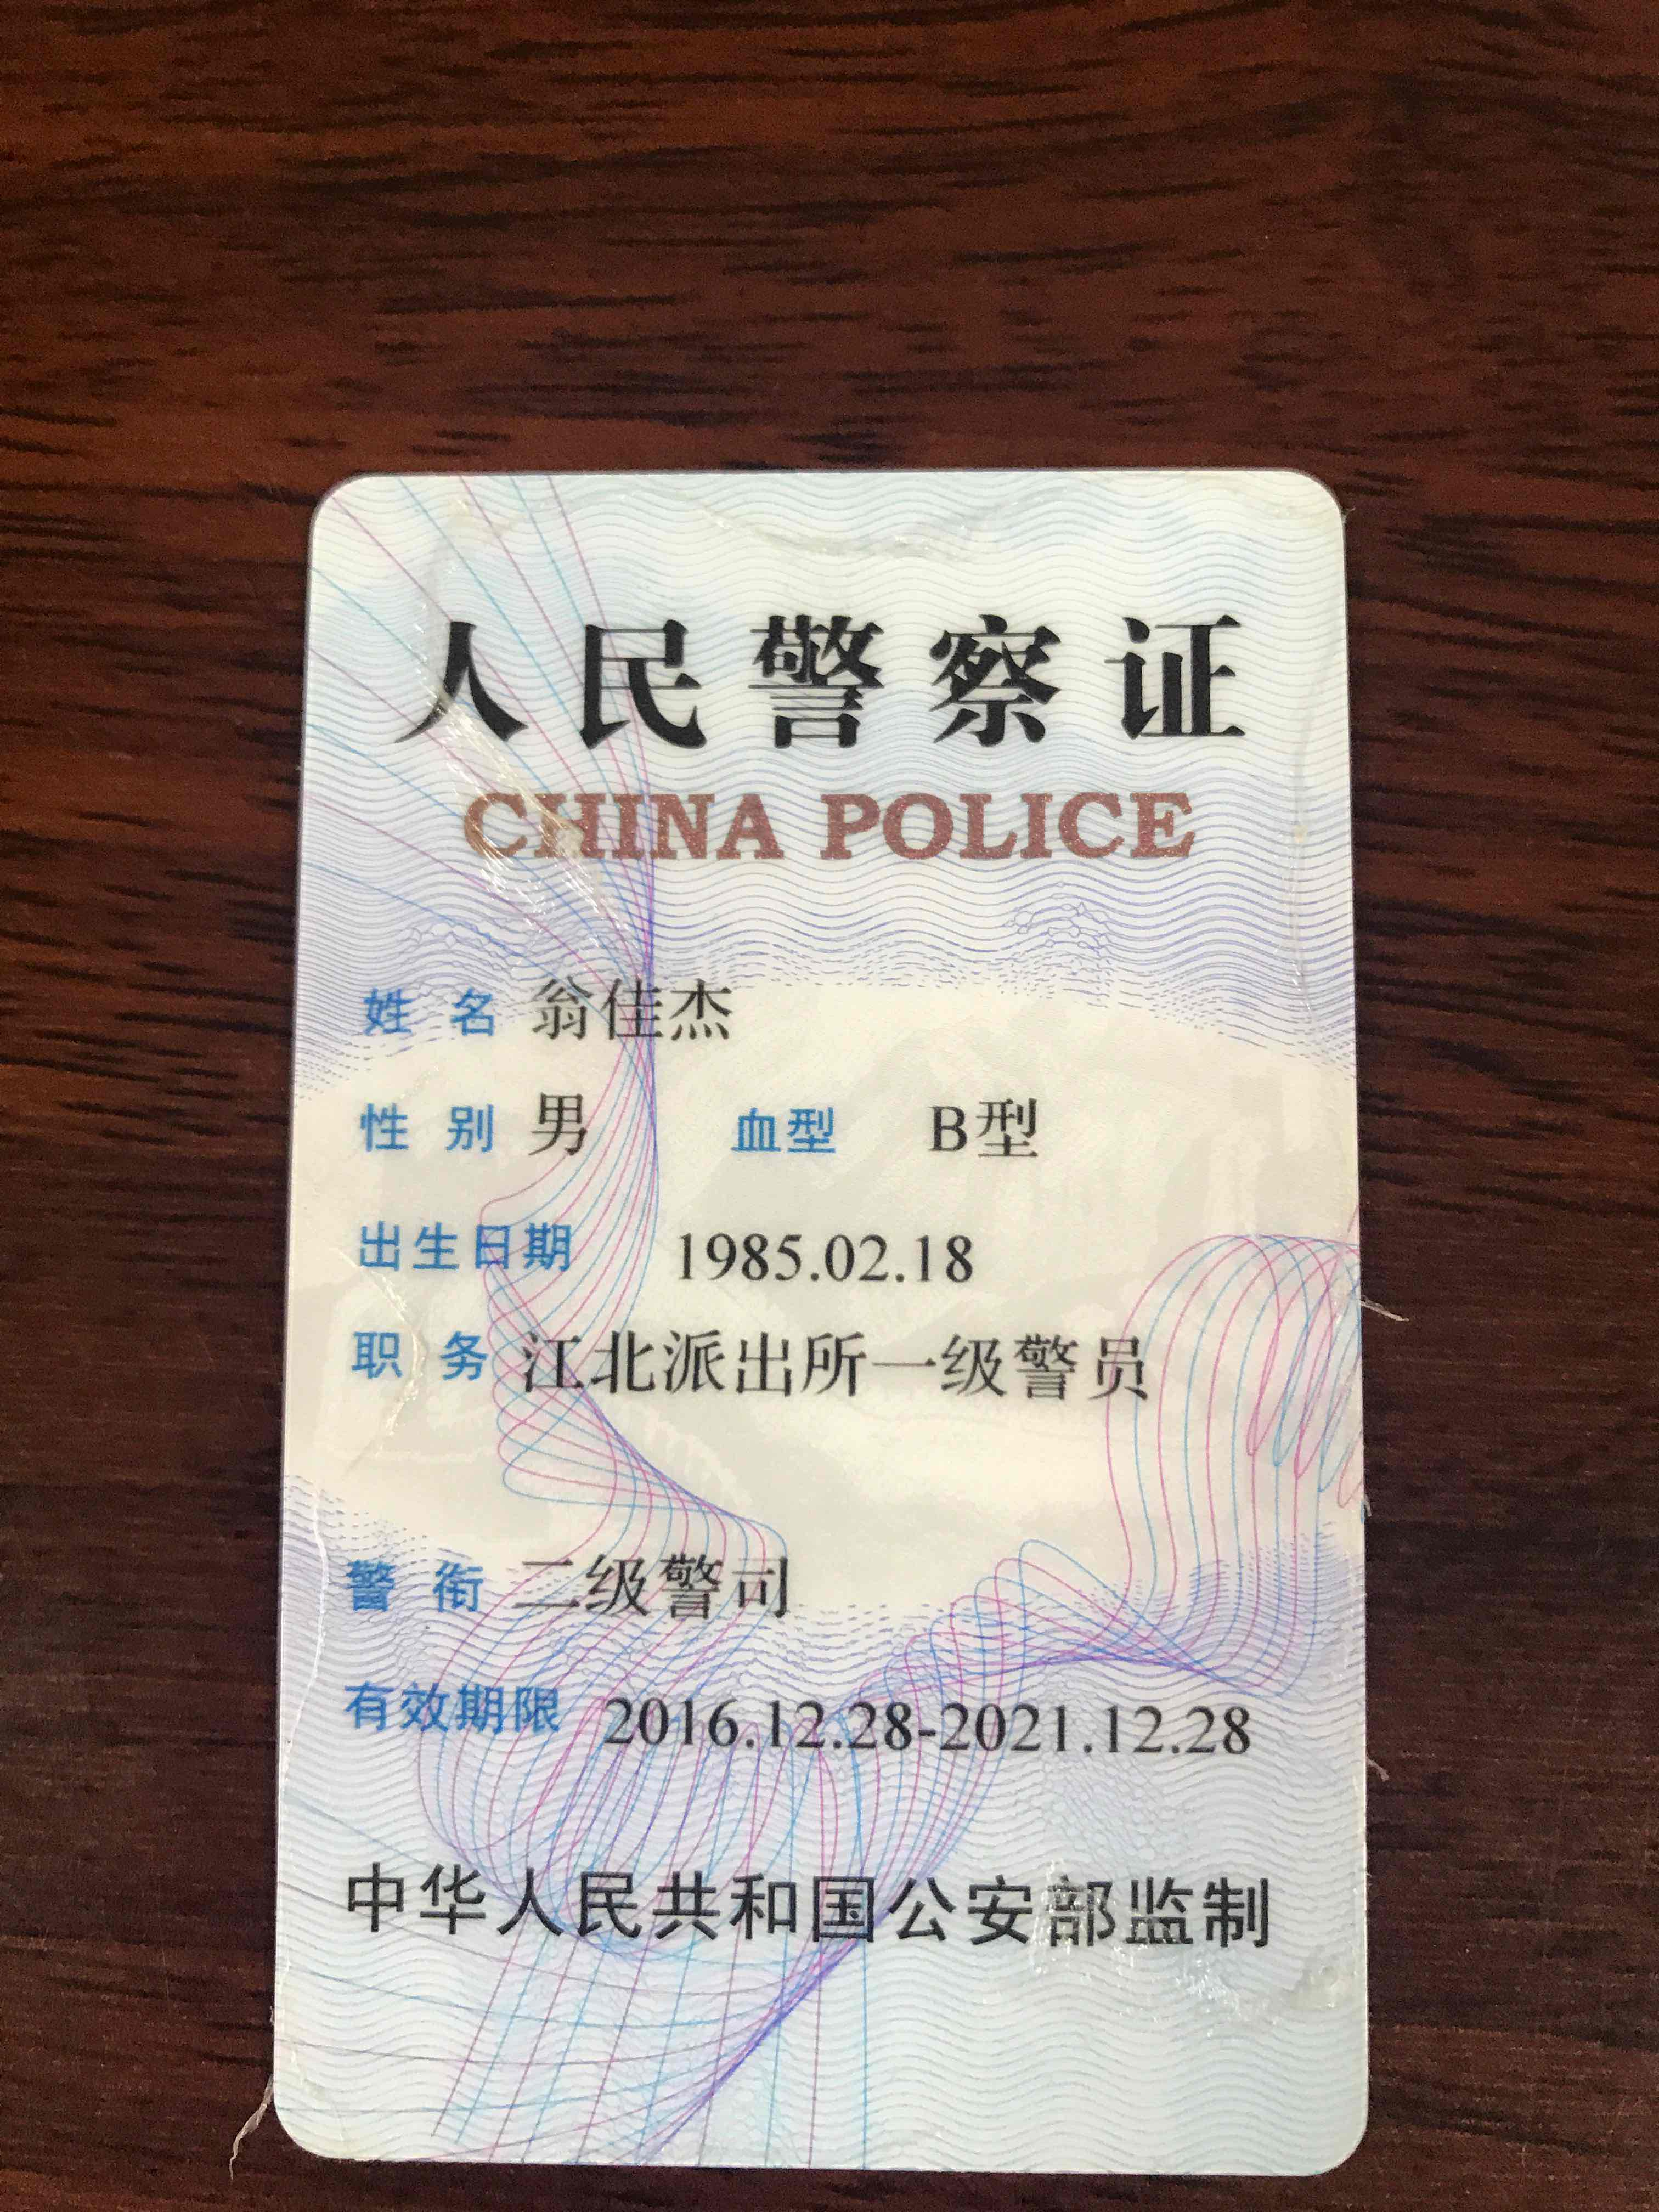 人民警察证
CHINA POLICE
姓 名 翁佳杰
性 别 男 血型 B型
出生日期 1985.02.18
职 务 江北派出所一级警员
警 衔 二级警司
有效期限 2016.12.28-2021.12.28
中华人民共和国公安部监制